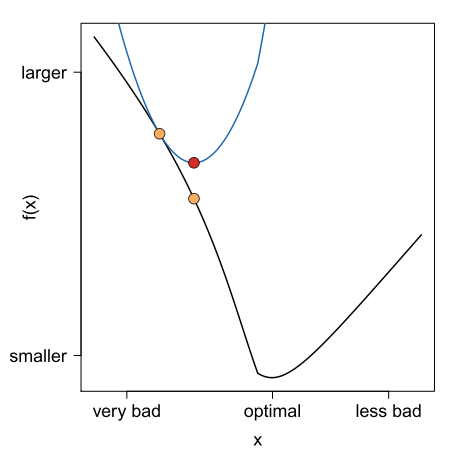 larger
f(x)
smaller
very bad
optimal
less bad
x